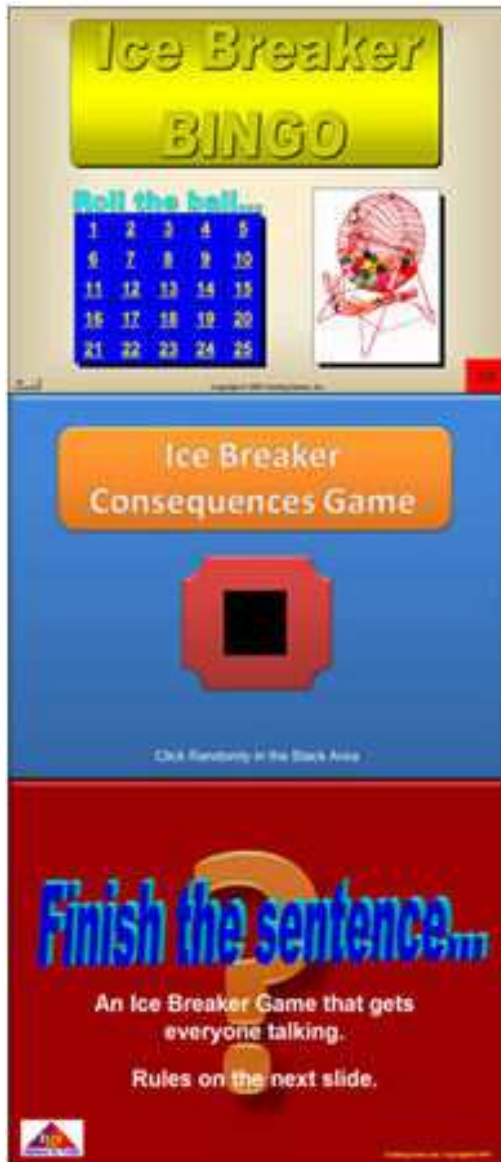 Ice Breaker
BINGO
Roll the ball...
1 2 3 4 5
6 7 8 9 10
11 12 13 14 15
16 17 18 19 20
21 22 23 24 25
Ice Breaker
Consequences Game
Click Randomly in the Black Area
Finish the sentence...
?
An Ice Breaker Game that gets
everyone talking.
Rules on the next slide.